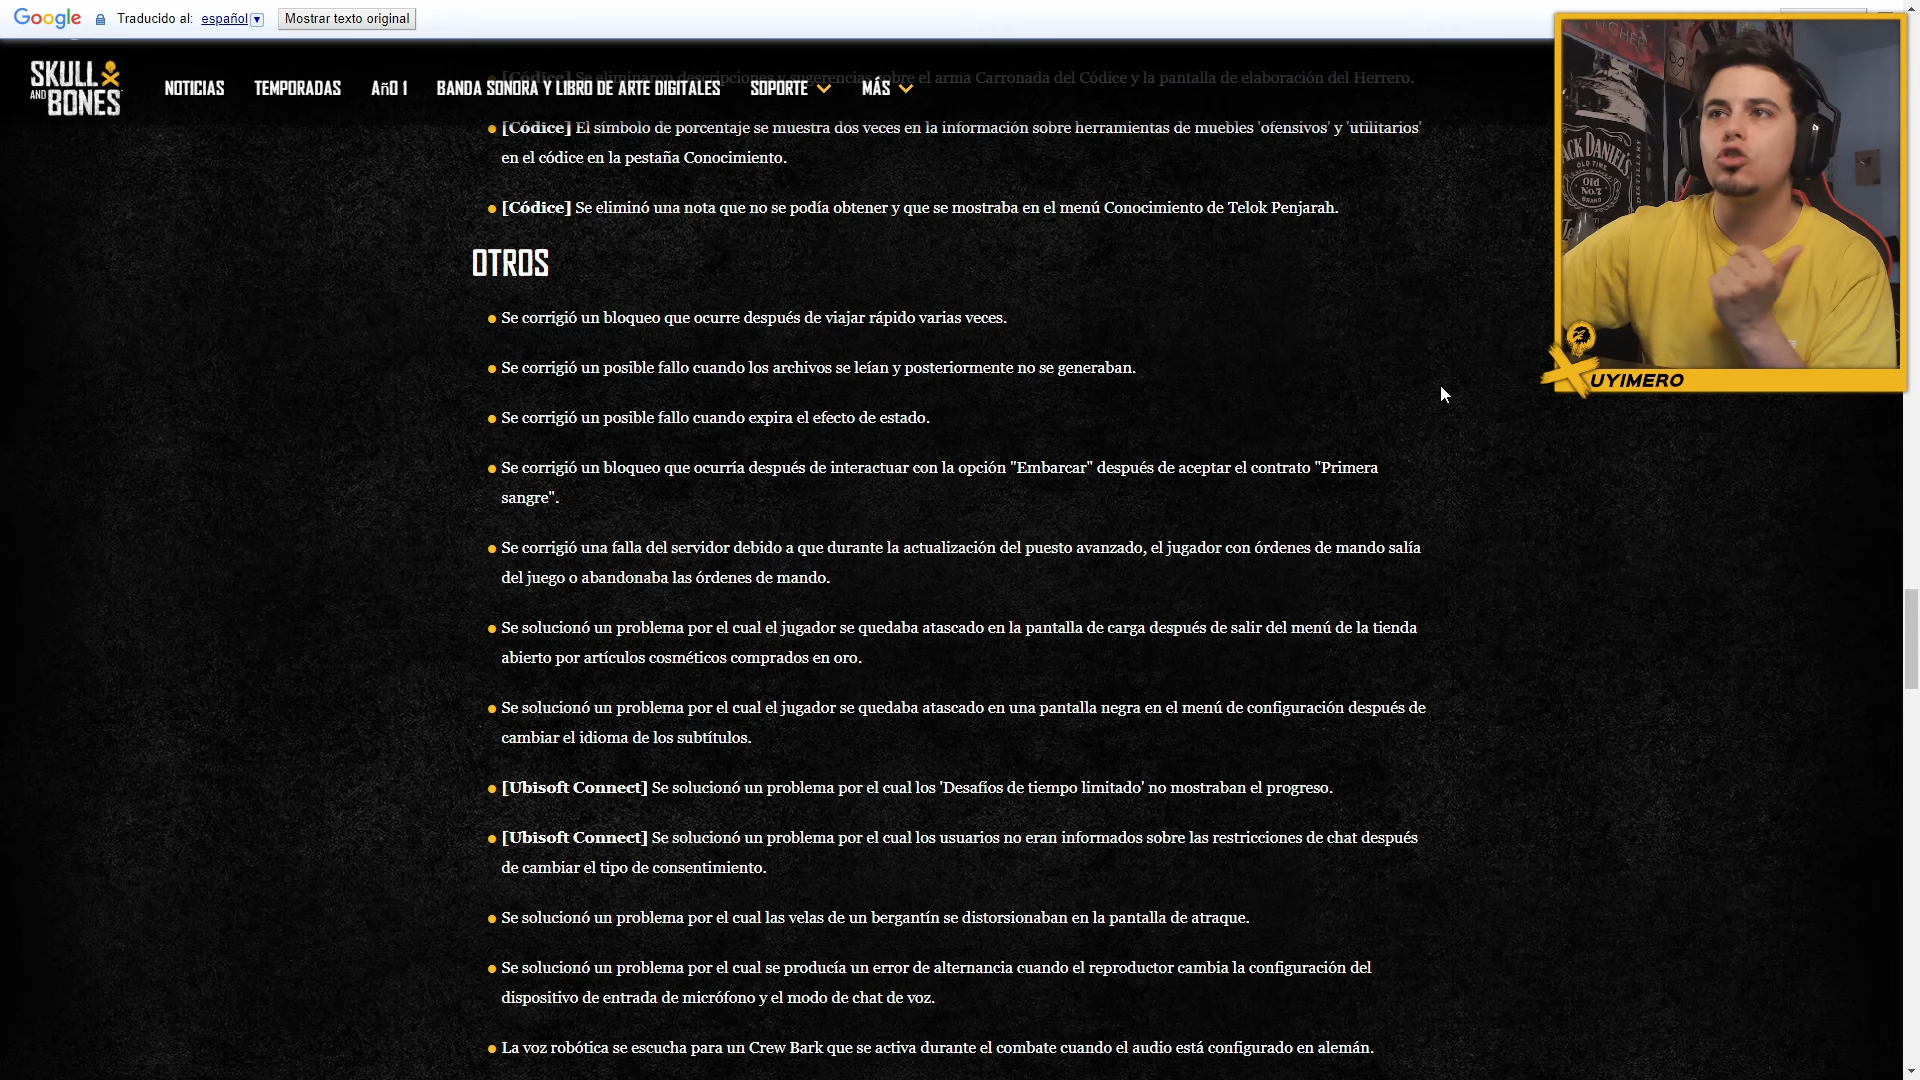 Google Traducido al: español Mostrar texto original
SKULL AND BONES
NOTICIAS TEMPORADAS Año 1 BANDA SONORA Y LIBRO DE ARTE DIGITALES SOPORTE MÁS
[Códice] Se eliminaron descripciones y sugerencias sobre el arma Carronada del Códice y la pantalla de elaboración del Herrero.
[Códice] El símbolo de porcentaje se muestra dos veces en la información sobre herramientas de muebles 'ofensivos' y 'utilitarios'
en el códice en la pestaña Conocimiento.
[Códice] Se eliminó una nota que no se podía obtener y que se mostraba en el menú Conocimiento de Telok Penjarah.
OTROS
Se corrigió un bloqueo que ocurre después de viajar rápido varias veces.
Se corrigió un posible fallo cuando los archivos se leían y posteriormente no se generaban.
Se corrigió un posible fallo cuando expira el efecto de estado.
Se corrigió un bloqueo que ocurría después de interactuar con la opción "Embarcar" después de aceptar el contrato "Primera
sangre".
Se corrigió una falla del servidor debido a que durante la actualización del puesto avanzado, el jugador con órdenes de mando salía
del juego o abandonaba las órdenes de mando.
Se solucionó un problema por el cual el jugador se quedaba atascado en la pantalla de carga después de salir del menú de la tienda
abierto por artículos cosméticos comprados en oro.
Se solucionó un problema por el cual el jugador se quedaba atascado en una pantalla negra en el menú de configuración después de
cambiar el idioma de los subtítulos.
[Ubisoft Connect] Se solucionó un problema por el cual los 'Desafíos de tiempo limitado' no mostraban el progreso.
[Ubisoft Connect] Se solucionó un problema por el cual los usuarios no eran informados sobre las restricciones de chat después
de cambiar el tipo de consentimiento.
Se solucionó un problema por el cual las velas de un bergantín se distorsionaban en la pantalla de atraque.
Se solucionó un problema por el cual se producía un error de alternancia cuando el reproductor cambia la configuración del
dispositivo de entrada de micrófono y el modo de chat de voz.
La voz robótica se escucha para un Crew Bark que se activa durante el combate cuando el audio está configurado en alemán.
JACK DANIEL'S
OLD TIME
Old
No.7
BRAND
XUYIMERO